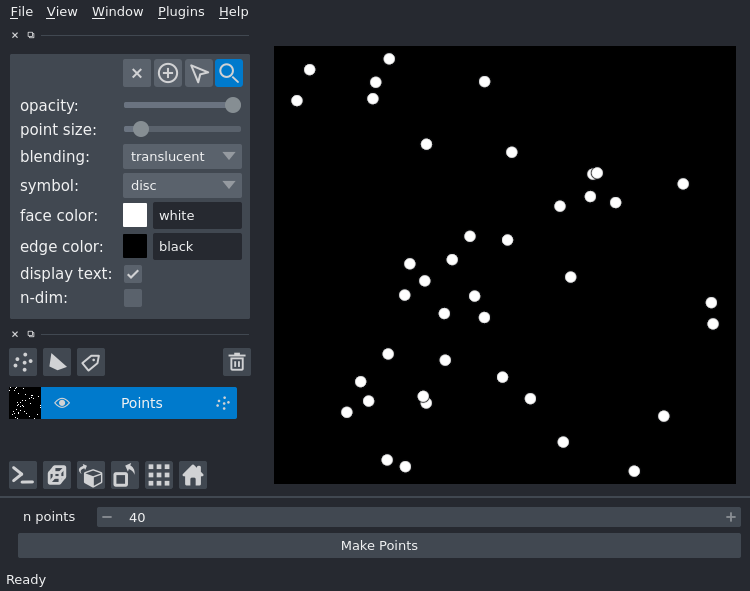 File View Window Plugins Help
opacity:
point size:
blending: translucent
symbol: disc
face color: white
edge color: black
display text:
n-dim:
Points
n points 40
Make Points
Ready